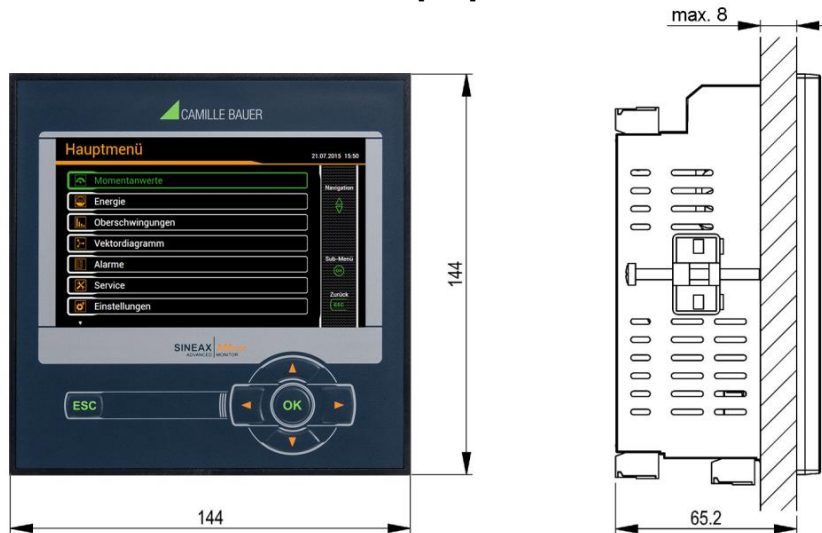 max. 8
CAMILLE BAUER
Hauptmenü
21.07.2015 15:50
Momentanwerte
Navigation
Energie
Oberschwingungen
Vektordiagramm
Sub-Menü
Alarme
OK
Service
Zurück
Einstellungen
ESC
144
SINEAX
ADVANCED MONITOR
ESC
OK
144
65.2